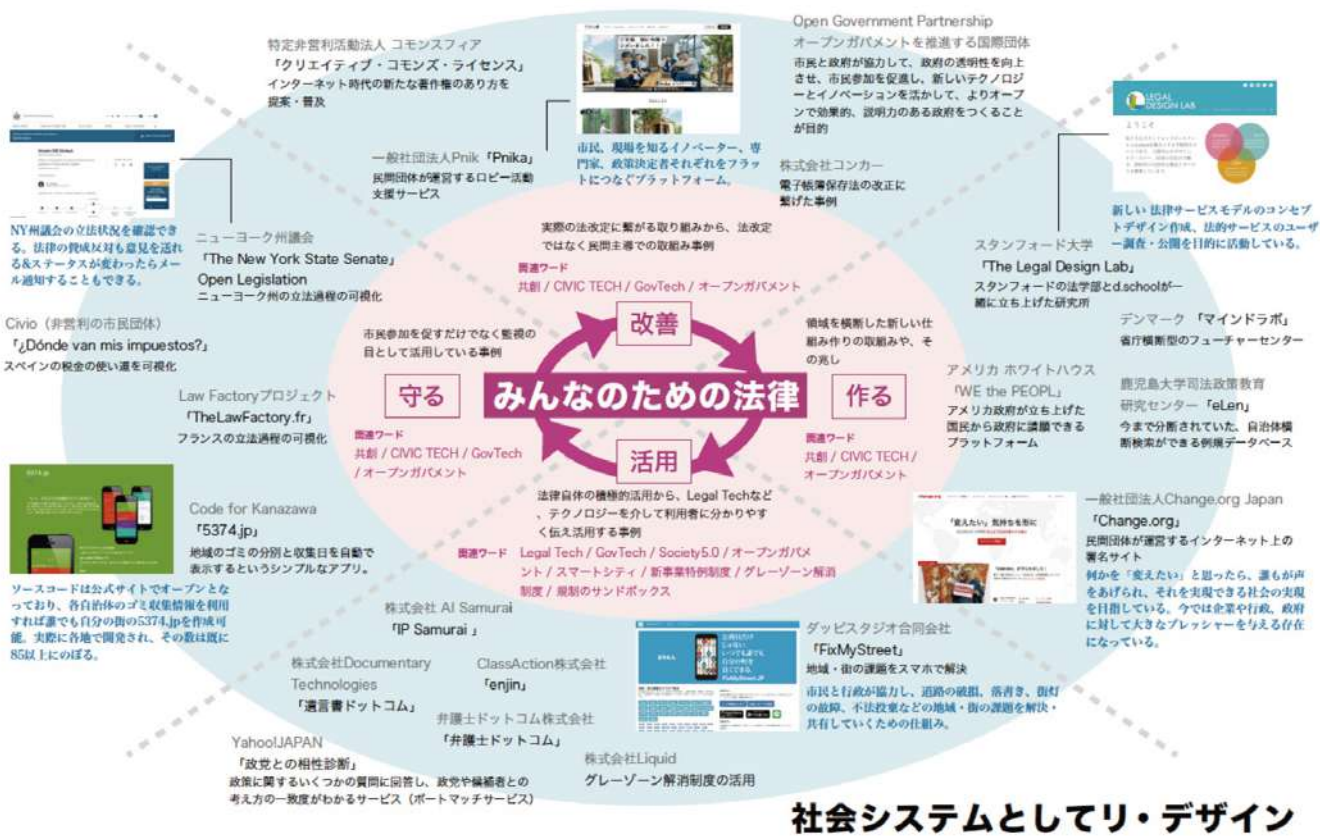 特定非営利活動法人 コモンスフィア
「クリエイティブ・コモンズ・ライセンス」
インターネット時代の新たな著作権のあり方を
提案・普及
一般社団法人Pnik「Pnika」
民間団体が運営するロビー活動
支援サービス
市民、現場を知るイノベーター、専
門家、政策決定者それぞれをフラッ
トにつなぐプラットフォーム。
Open Government Partnership
オープンガバメントを推進する国際団体
市民と政府が協力して、政府の透明性を向上
させ、市民参加を促進し、新しいテクノロジ
ーとイノベーションを活かして、よりオープ
ンで効果的、説明力のある政府をつくること
が目的
株式会社コンカー
電子帳簿保存法の改正に
繋げた事例
LEGAL
DESIGN LAB
ようこそ
新しい 法律サービスモデルのコンセプ
トデザイン作成、法的サービスのユーザ
ー調査・公開を目的に活動している。
スタンフォード大学
「The Legal Design Lab」
スタンフォードの法学部とd.schoolが一
緒に立ち上げた研究所
NY州議会の立法状況を確認でき
る。法律の賛成反対も意見を送れ
る&ステータスが変わったらメー
ル通知することもできる。
ニューヨーク州議会
「The New York State Senate」
Open Legislation
ニューヨーク州の立法過程の可視化
Civio（非営利の市民団体）
「¿Dónde van mis impuestos?」
スペインの税金の使い道を可視化
Law Factoryプロジェクト
「TheLawFactory.fr」
フランスの立法過程の可視化
実際の法改定に繋がる取り組みから、法改定
ではなく民間主導での取組み事例
関連ワード
共創 / CIVIC TECH / GovTech / オープンガバメント
改善
市民参加を促すだけでなく監視の
目として活用している事例
守る
関連ワード
共創 / CIVIC TECH / GovTech
/ オープンガバメント
みんなのための法律
領域を横断した新しい仕
組み作りの取組みや、そ
の兆し
作る
関連ワード
共創 / CIVIC TECH /
オープンガバメント
活用
法律自体の積極的活用から、Legal Techなど
、テクノロジーを介して利用者に分かりやす
く伝え活用する事例
関連ワード Legal Tech / GovTech / Society5.0 / オープンガバメ
ント / スマートシティ / 新事業特例制度 / グレーゾーン解消
制度 / 規制のサンドボックス
デンマーク 「マインドラボ」
省庁横断型のフューチャーセンター
アメリカ ホワイトハウス
「WE the PEOPL」
アメリカ政府が立ち上げた
国民から政府に請願できる
プラットフォーム
鹿児島大学司法政策教育
研究センター「eLen」
今まで分断されていた、自治体横
断検索ができる例規データベース
「変えたい」気持ちを形に
一般社団法人Change.org Japan
「Change.org」
民間団体が運営するインターネット上の
署名サイト
何かを「変えたい」と思ったら、誰もが声
をあげられ、それを実現できる社会の実現
を目指している。今では企業や行政、政府
に対して大きなプレッシャーを与える存在
になっている。
5374.jp
Code for Kanazawa
「5374.jp」
地域のゴミの分別と収集日を自動で
表示するというシンプルなアプリ。
ソースコードは公式サイトでオープンとな
っており、各自治体のゴミ収集情報を利用
すれば誰でも自分の街の5374.jpを作成可
能。実際に各地で開発され、その数は既に
85以上にのぼる。
株式会社 AI Samurai
「IP Samurai 」
株式会社Documentary
Technologies
「遺言書ドットコム」
ClassAction株式会社
「enjin」
弁護士ドットコム株式会社
「弁護士ドットコム」
Yahoo!JAPAN
「政党との相性診断」
政策に関するいくつかの質問に回答し、政党や候補者との
考え方の一致度がわかるサービス（ボートマッチサービス）
株式会社Liquid
グレーゾーン解消制度の活用
ダッピスタジオ合同会社
「FixMyStreet」
地域・街の課題をスマホで解決
市民と行政が協力し、道路の破損、落書き、街灯
の故障、不法投棄などの地域・街の課題を解決・
共有していくための仕組み。
社会システムとしてリ・デザイン